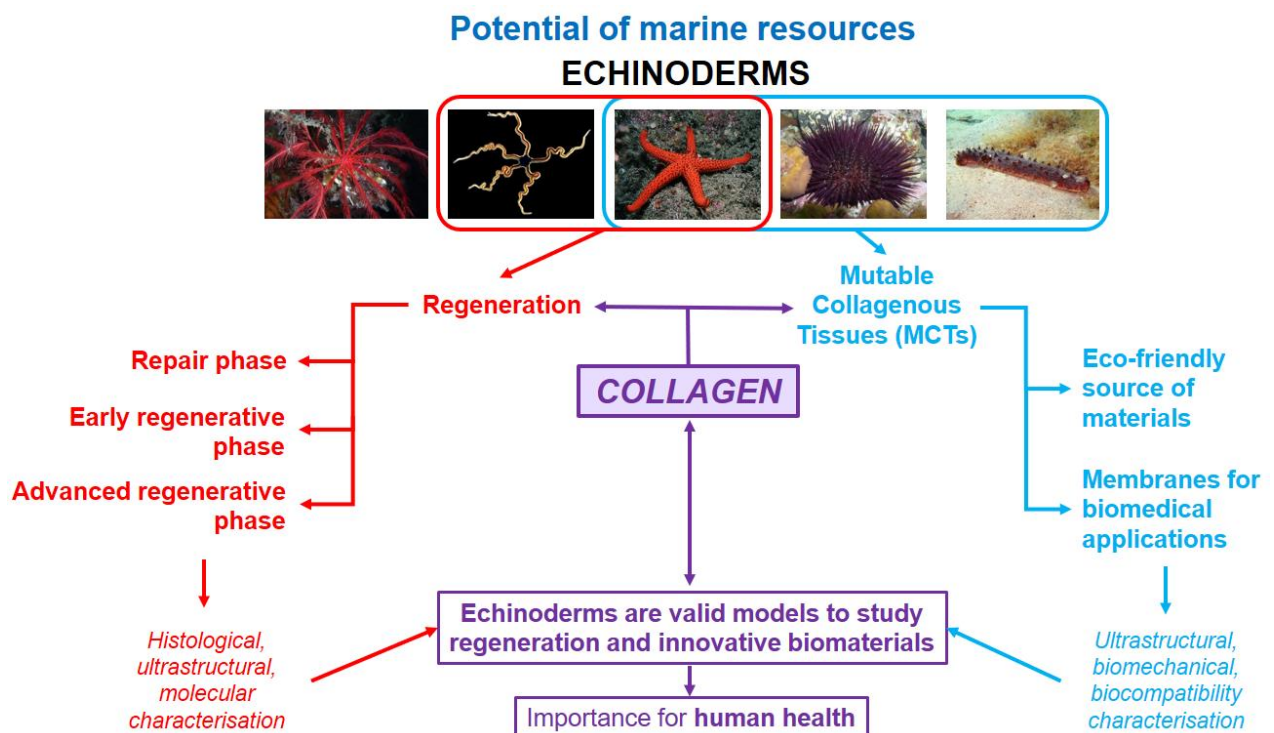 Potential of marine resources
ECHINODERMS
Regeneration
Mutable
Collagenous
Tissues (MCTs)
Repair phase
Early regenerative
phase
Advanced regenerative
phase
COLLAGEN
Eco-friendly
source of
materials
Membranes for
biomedical
applications
Histological,
ultrastructural,
molecular
characterisation
Echinoderms are valid models to study
regeneration and innovative biomaterials
Ultrastructural,
biomechanical,
biocompatibility
characterisation
Importance for human health